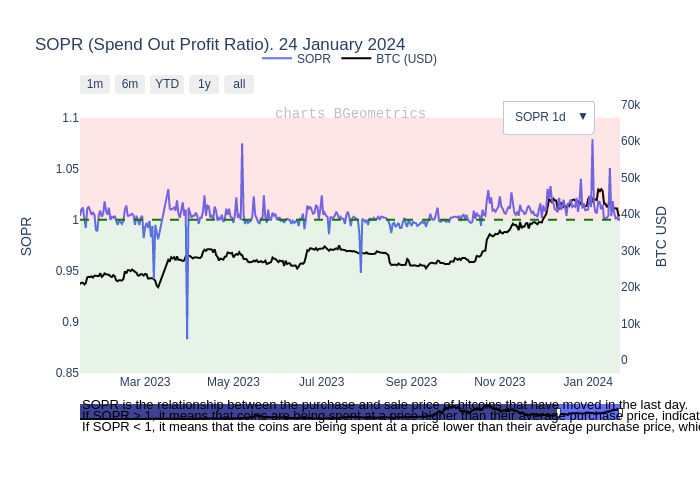 SOPR (Spend Out Profit Ratio). 24 January 2024
SOPR BTC (USD)
1m 6m YTD 1y all
charts BGeometrics
SOPR 1d ▼
1.1
1.05
1
0.95
0.9
0.85
SOPR
70k
60k
50k
40k
30k
20k
10k
0
BTC USD
Mar 2023 May 2023 Jul 2023 Sep 2023 Nov 2023 Jan 2024
SOPR is the relationship between the purchase and sale price of bitcoins that have moved in the last day.
If SOPR > 1, it means that coins are being spent at a price higher than their average purchase price, indicat
If SOPR < 1, it means that the coins are being spent at a price lower than their average purchase price, whic